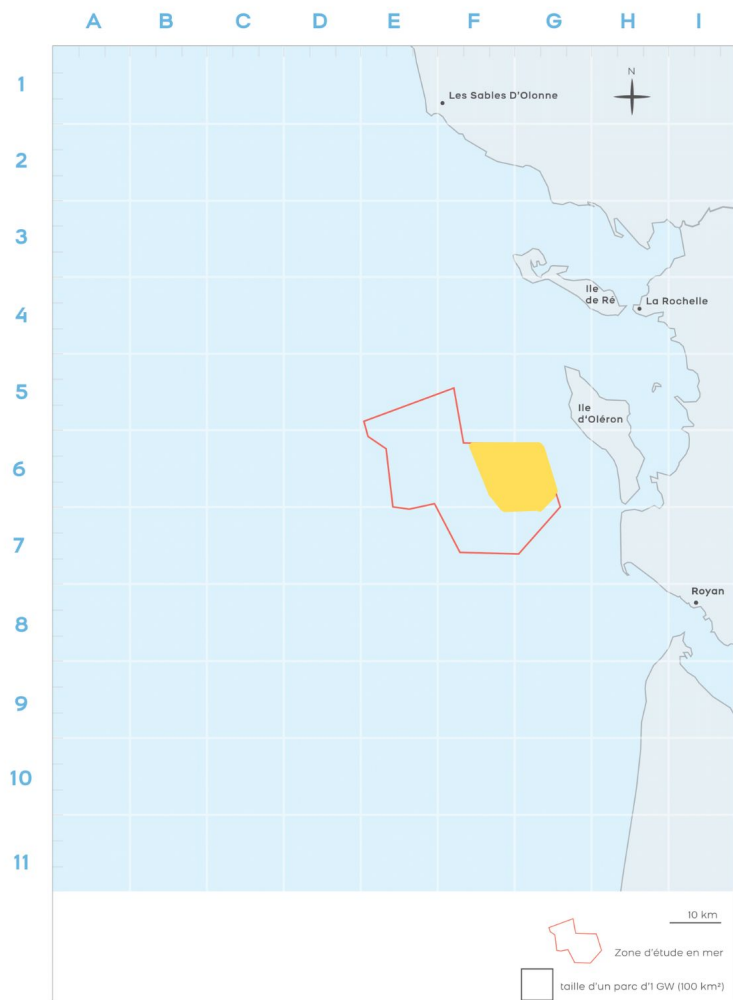 A B C D E F G H I
1
N
Les Sables D'Olonne
2
3
Ile
de Ré
La Rochelle
4
5
Ile
d'Oléron
6
7
Royan
8
9
10
11
10 km
Zone d'étude en mer
taille d'un parc d'1 GW (100 km²)